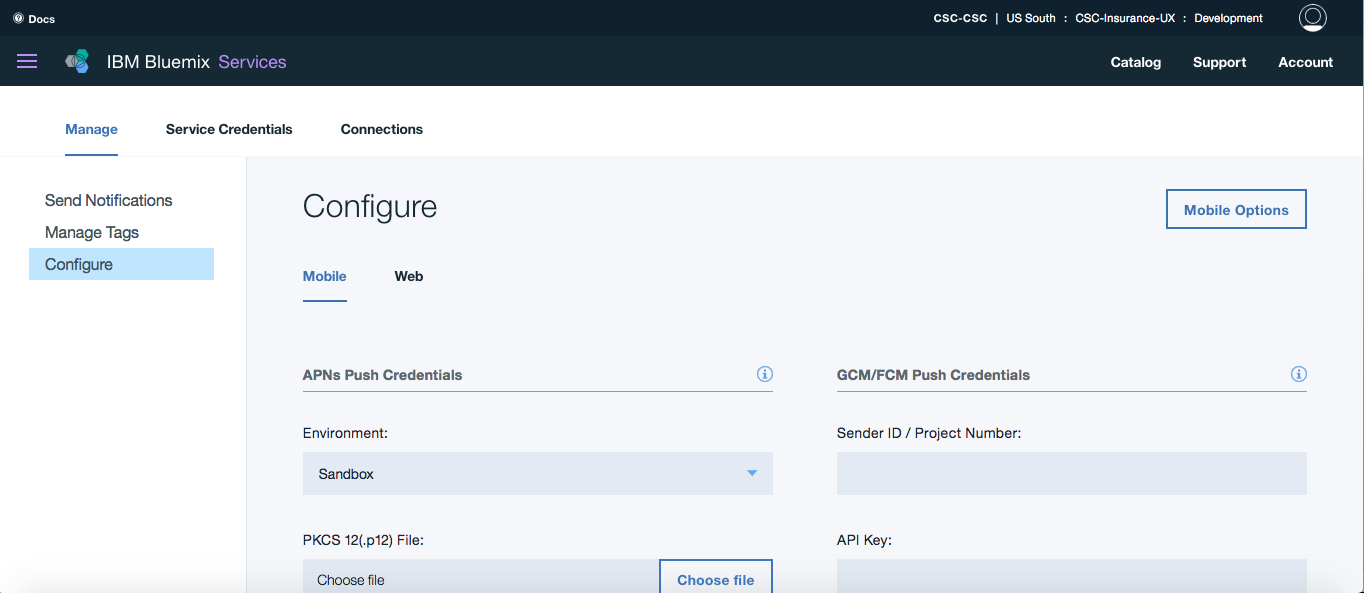 Docs
CSC-CSC | US South : CSC-Insurance-UX : Development
IBM Bluemix Services
Catalog Support Account
Manage Service Credentials Connections
Send Notifications
Manage Tags
Configure
Configure
Mobile Options
Mobile Web
APNs Push Credentials
Environment:
Sandbox
PKCS 12(.p12) File:
Choose file Choose file
GCM/FCM Push Credentials
Sender ID / Project Number:
API Key: